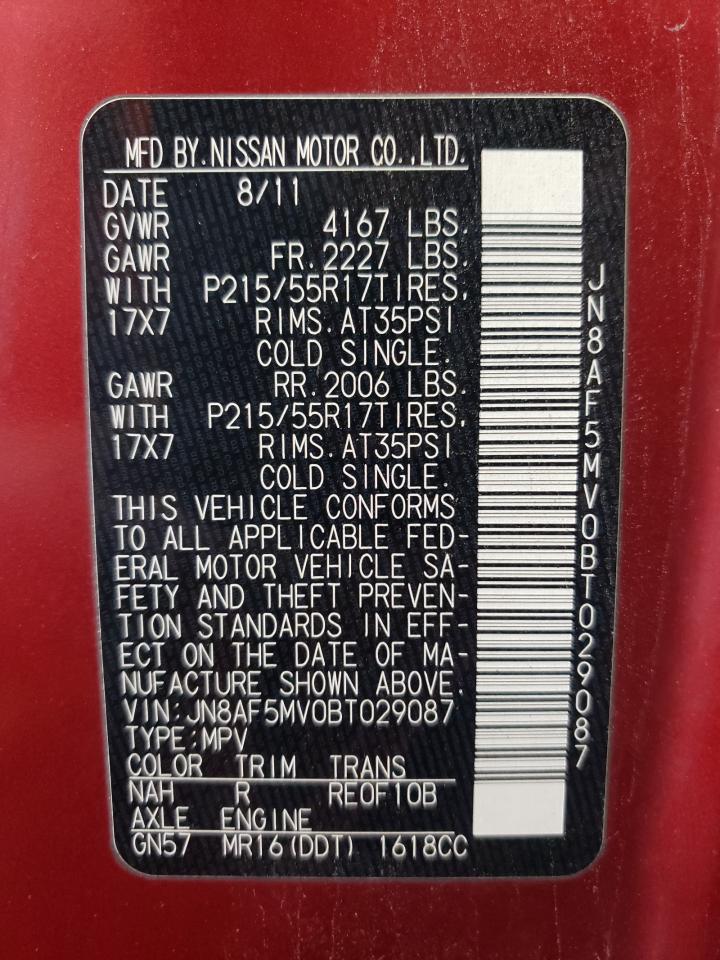 MFD BY.NISSAN MOTOR CO.,LTD.
DATE 8/11
GVWR 4167 LBS.
GAWR FR.2227 LBS.
WITH P215/55R17TIRES,
17X7 RIMS.AT35PSI
COLD SINGLE.
GAWR RR.2006 LBS.
WITH P215/55R17TIRES,
17X7 RIMS.AT35PSI
COLD SINGLE.
THIS VEHICLE CONFORMS
TO ALL APPLICABLE FED-
ERAL MOTOR VEHICLE SA-
FETY AND THEFT PREVEN-
TION STANDARDS IN EFF-
ECT ON THE DATE OF MA-
NUFACTURE SHOWN ABOVE.
VIN:JN8AF5MV0BT029087
TYPE:MPV
COLOR TRIM TRANS
NAH R RE0F10B
AXLE ENGINE
GN57 MR16(DDT) 1618CC
JN8AF5MV0BT029087